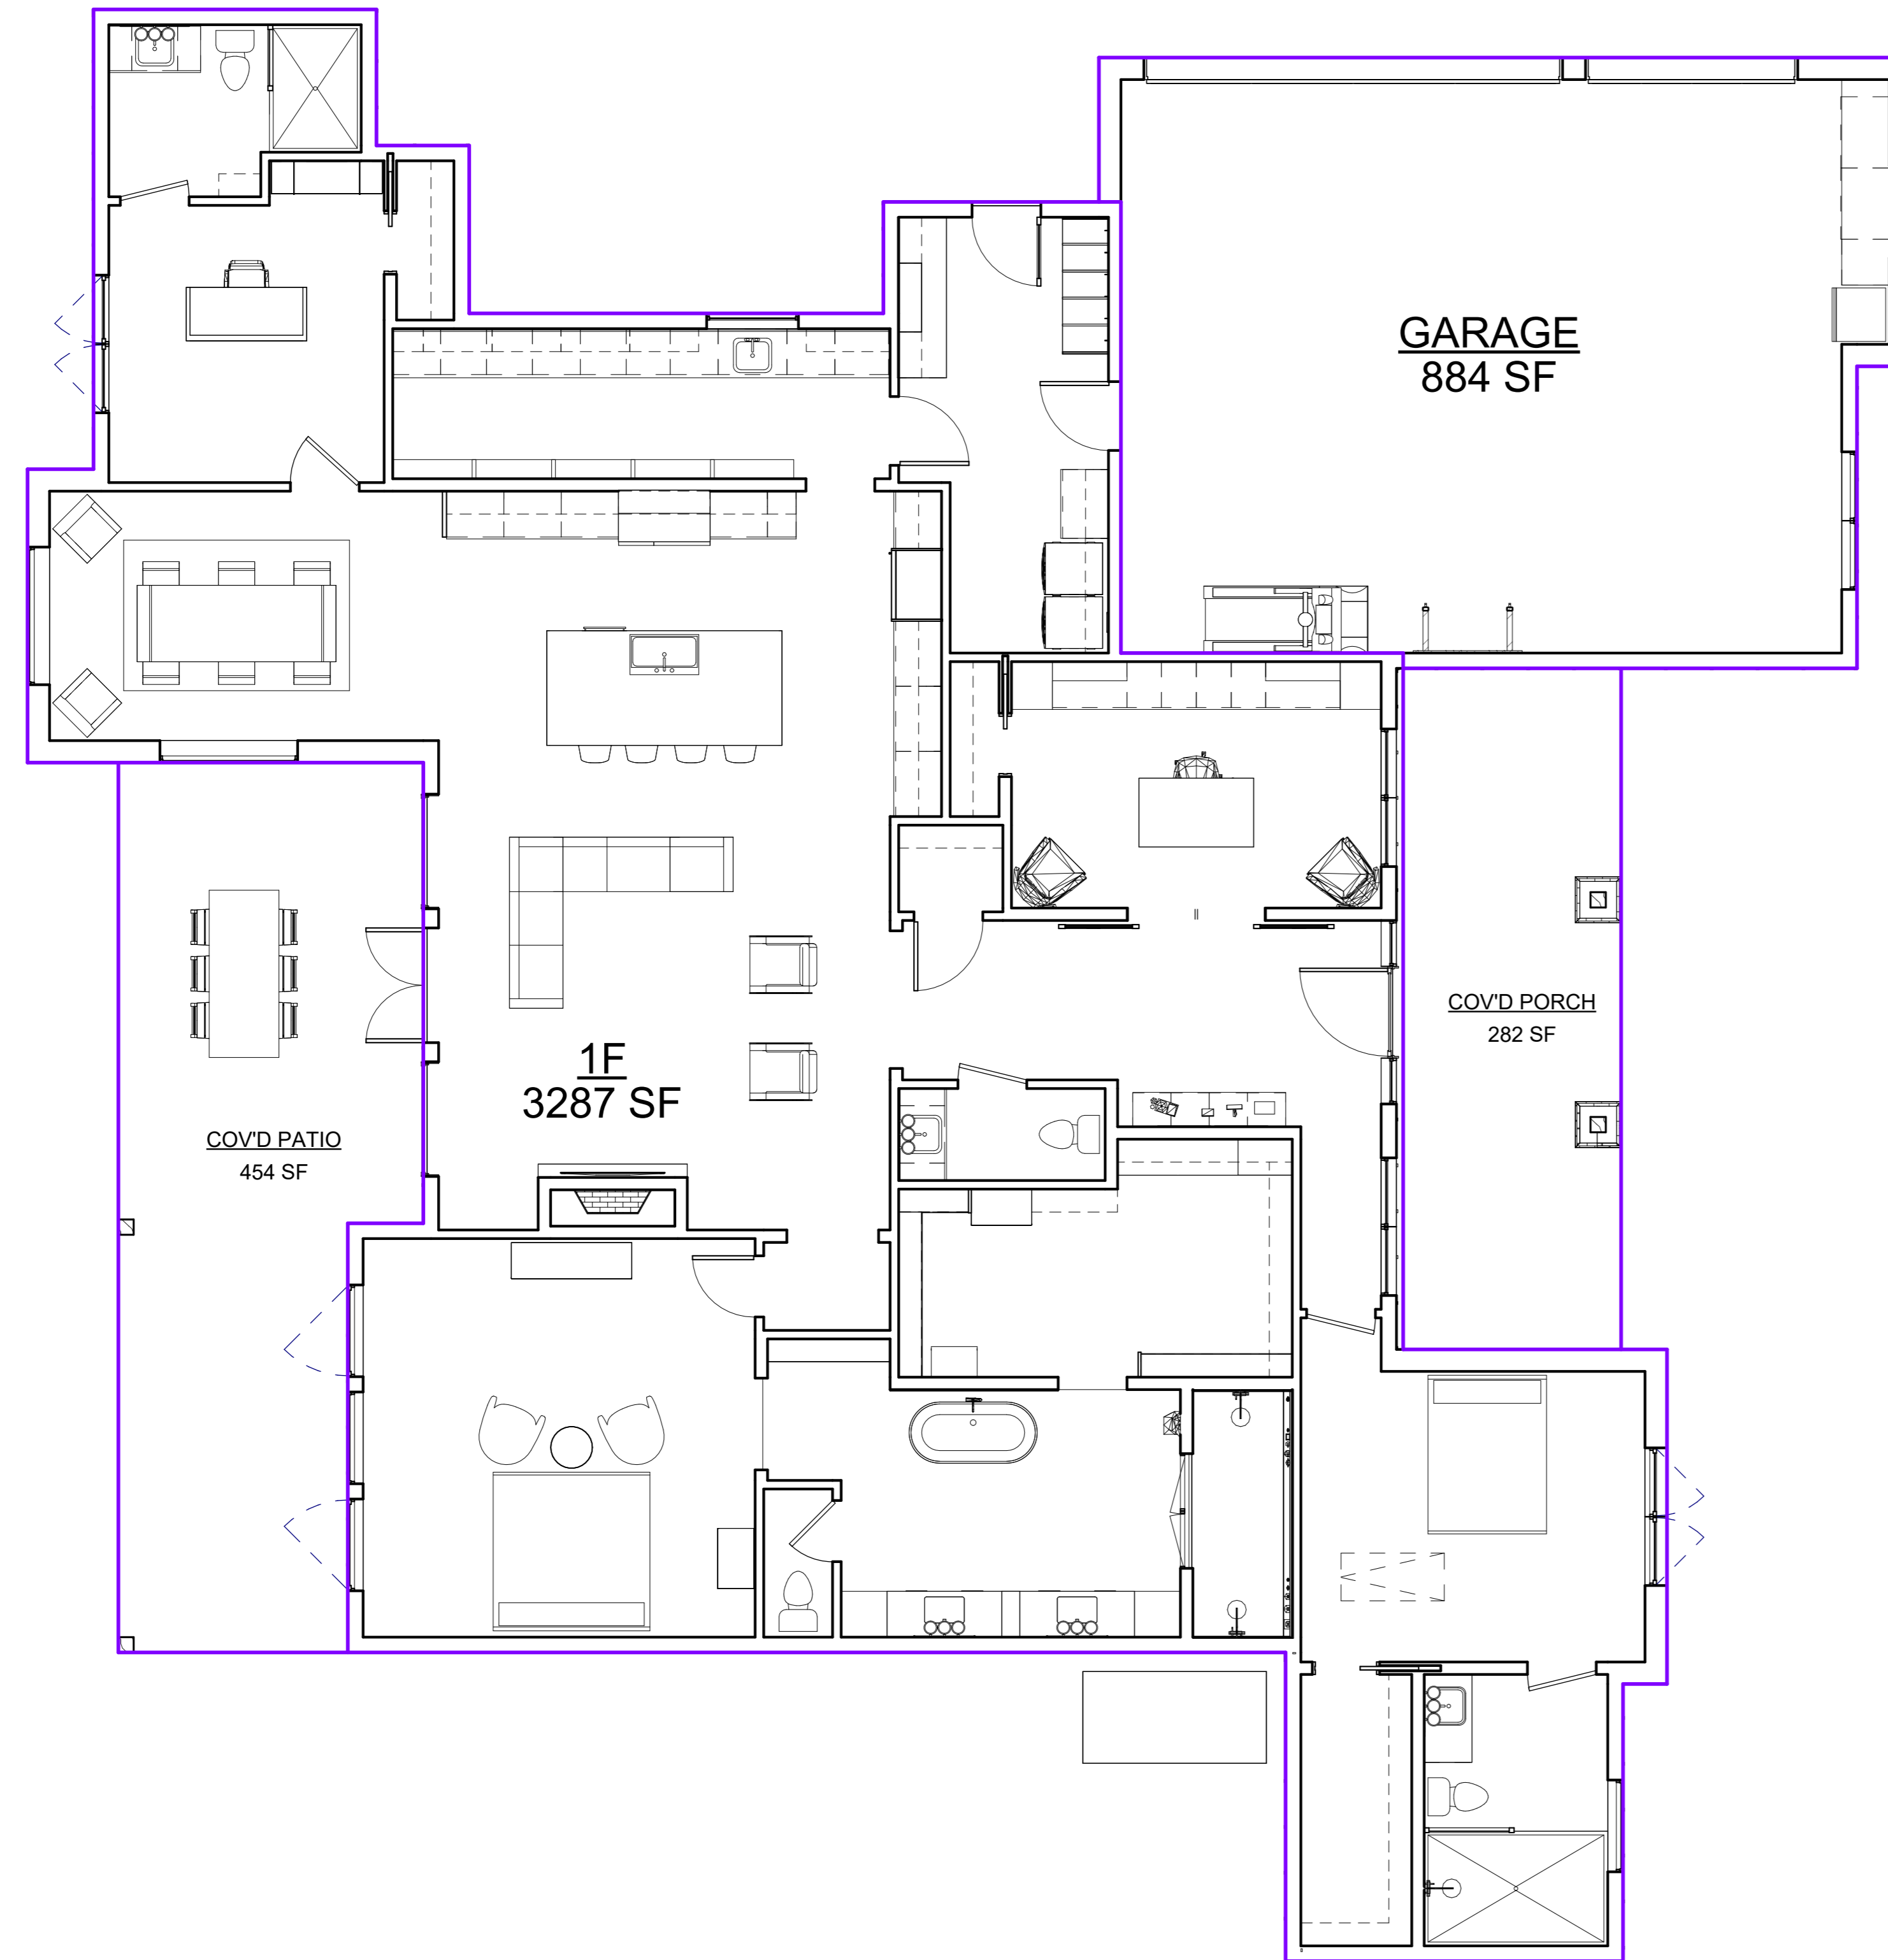 GARAGE
884 SF
COV'D PORCH
282 SF
1F
3287 SF
COV'D PATIO
454 SF